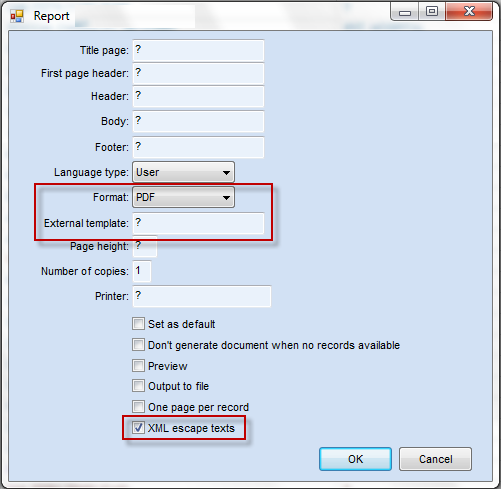 Report
Title page: ?
First page header: ?
Header: ?
Body: ?
Footer: ?
Language type: User
Format: PDF
External template: ?
Page height: ?
Number of copies: 1
Printer: ?
Set as default
Don't generate document when no records available
Preview
Output to file
One page per record
XML escape texts
OK Cancel